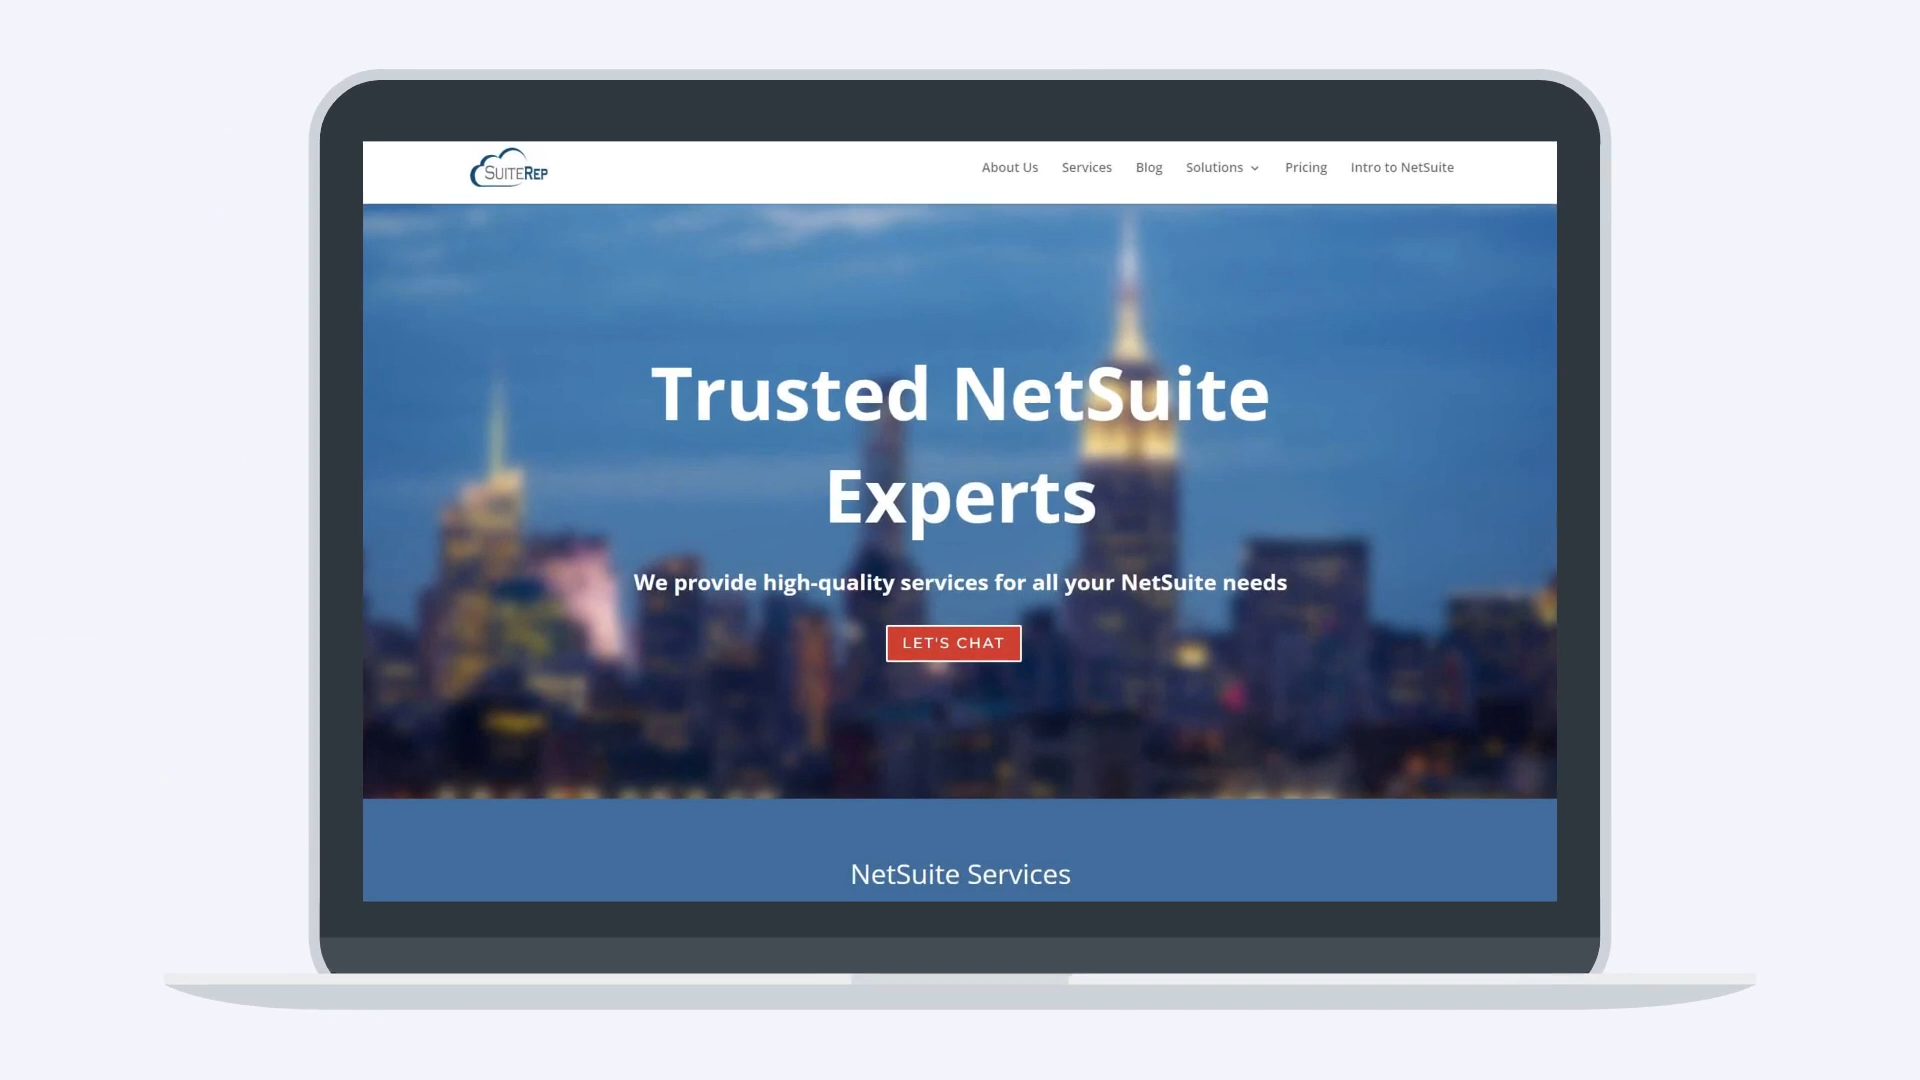 SUITEREP
About Us Services Blog Solutions Pricing Intro to NetSuite
Trusted NetSuite
Experts
We provide high-quality services for all your NetSuite needs
LET'S CHAT
NetSuite Services